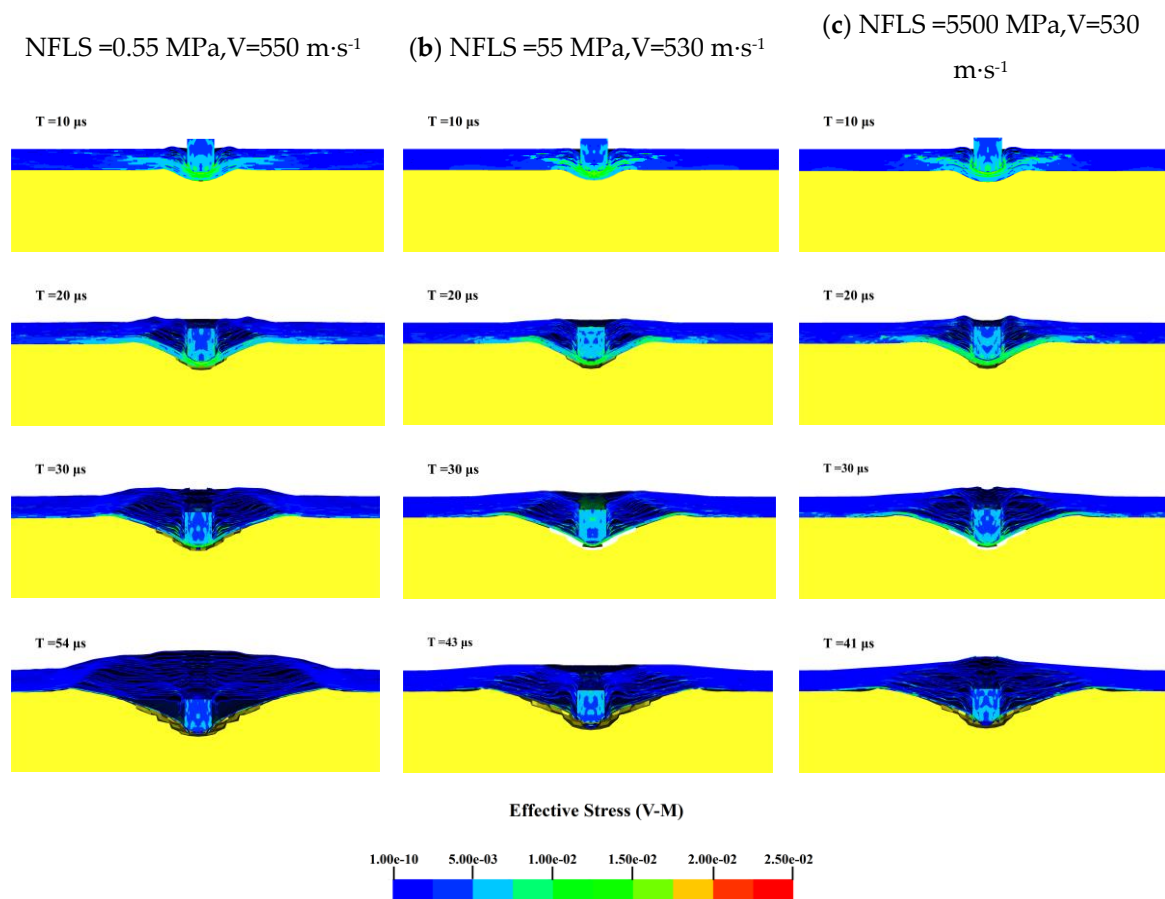 NFLS =0.55 MPa,V=550 m·s-1
(b) NFLS =55 MPa,V=530 m·s-1
(c) NFLS =5500 MPa,V=530
m·s-1
T =10 μs
T =10 μs
T =10 μs
T =20 μs
T =20 μs
T =20 μs
T =30 μs
T =30 μs
T =30 μs
T =54 μs
T =43 μs
T =41 μs
Effective Stress (V-M)
1.00e-10 5.00e-03 1.00e-02 1.50e-02 2.00e-02 2.50e-02